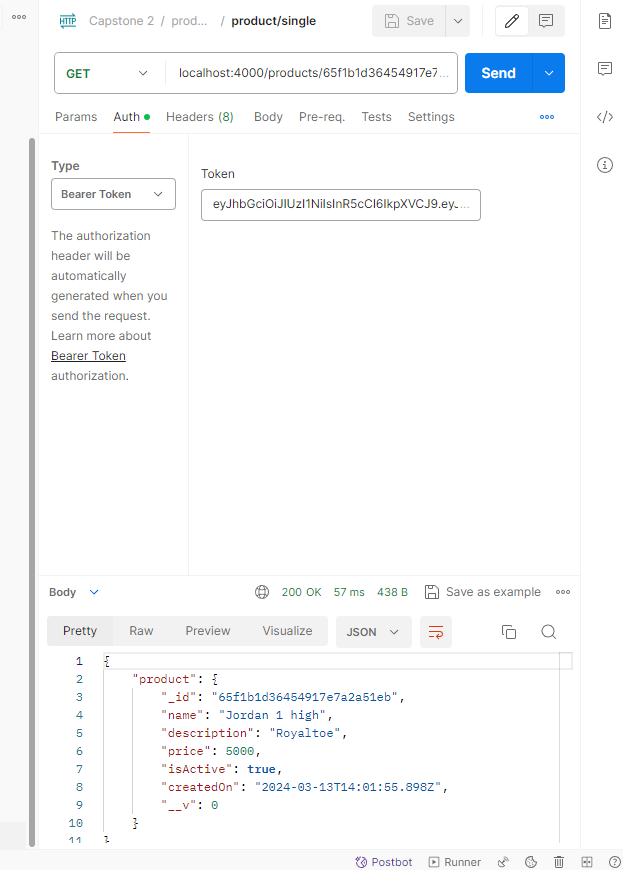 Capstone 2 / prod... / product/single
Save
GET
localhost:4000/products/65f1b1d36454917e7...
Send
Params
Auth
Headers (8)
Body
Pre-req.
Tests
Settings
Type
Bearer Token
Token
eyJhbGciOiJIUzI1NiIsInR5cCI6IkpXVCJ9.eyJ...
The authorization
header will be
automatically
generated when you
send the request.
Learn more about
Bearer Token
authorization.
Body
200 OK 57 ms 438 B
Save as example
Pretty
Raw
Preview
Visualize
JSON
1 {
2 "product": {
3 "_id": "65f1b1d36454917e7a2a51eb",
4 "name": "Jordan 1 high",
5 "description": "Royaltoe",
6 "price": 5000,
7 "isActive": true,
8 "createdOn": "2024-03-13T14:01:55.898Z",
9 "__v": 0
10 }
11 }
Postbot
Runner